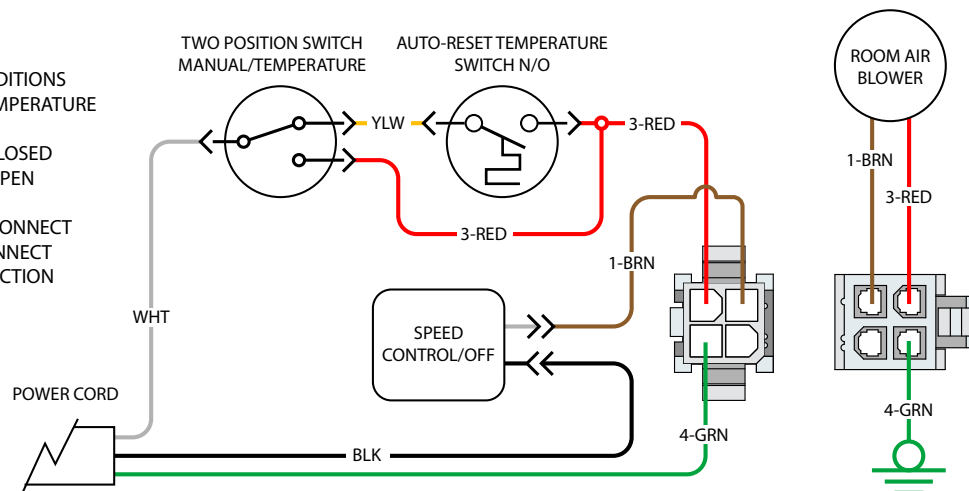 TWO POSITION SWITCH
MANUAL/TEMPERATURE
AUTO-RESET TEMPERATURE
SWITCH N/O
ROOM AIR
BLOWER
DITIONS
MPERATURE
LOSED
PEN
ONNECT
NNECT
CTION
YLW
3-RED
1-BRN
3-RED
3-RED
1-BRN
WHT
SPEED
CONTROL/OFF
POWER CORD
4-GRN
4-GRN
BLK